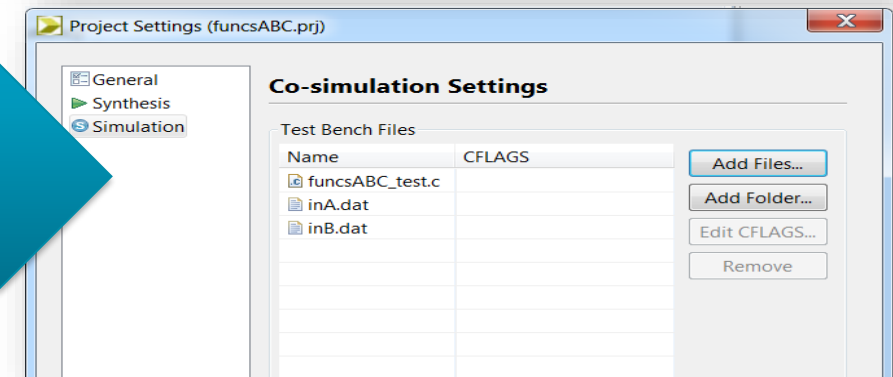 Project Settings (funcsABC.prj)
General
Synthesis
Simulation
Co-simulation Settings
Test Bench Files
Name CFLAGS
funcsABC_test.c
inA.dat
inB.dat
Add Files...
Add Folder...
Edit CFLAGS...
Remove